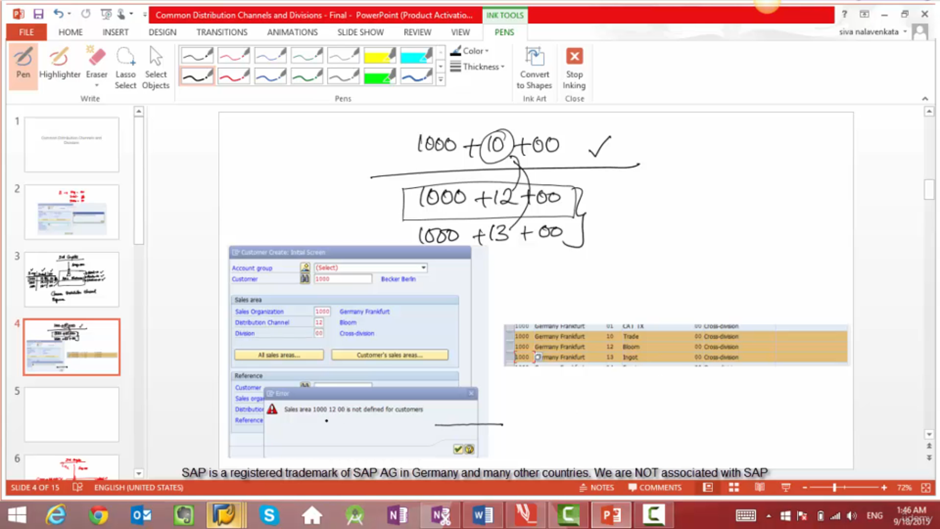 Common Distribution Channels and Divisions - Final - PowerPoint (Product Activatio...
INK TOOLS
FILE HOME INSERT DESIGN TRANSITIONS ANIMATIONS SLIDE SHOW REVIEW VIEW PENS
siva nalavenkata
Pen Highlighter Eraser Lasso Select Select Objects
Color
Thickness
Convert to Shapes
Stop Inking
Write Pens Ink Art Close
1
Common Distribution Channels and Divisions
2
3
4
5
6
1000 + 10 + 00
1000 + 12 + 00
1000 + 13 + 00
Customer Create: Initial Screen
Account group (Select)
Customer 1000 Becker Berlin
Sales area
Sales Organization 1000 Germany Frankfurt
Distribution Channel 12 Bloom
Division 00 Cross-division
All sales areas... Customer's sales areas...
Reference
Customer
Sales
Distributi
Reference
Error
Sales area 1000 12 00 is not defined for customers
1000 Germany Frankfurt 01 CAT TX 00 Cross-division
1000 Germany Frankfurt 10 Trade 00 Cross-division
1000 Germany Frankfurt 12 Bloom 00 Cross-division
1000 Germany Frankfurt 13 Ingot 00 Cross-division
SAP is a registered trademark of SAP AG in Germany and many other countries. We are NOT associated with SAP
SLIDE 4 OF 15 ENGLISH (UNITED STATES) NOTES COMMENTS 72%
1:46 AM